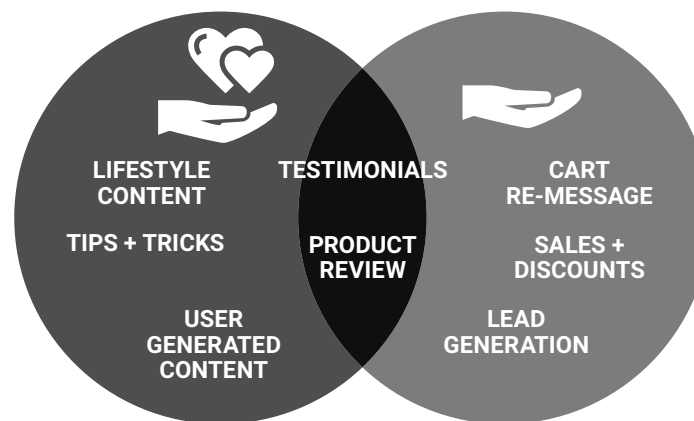 LIFESTYLE
CONTENT
TIPS + TRICKS
USER
GENERATED
CONTENT
TESTIMONIALS
PRODUCT
REVIEW
CART
RE-MESSAGE
SALES +
DISCOUNTS
LEAD
GENERATION